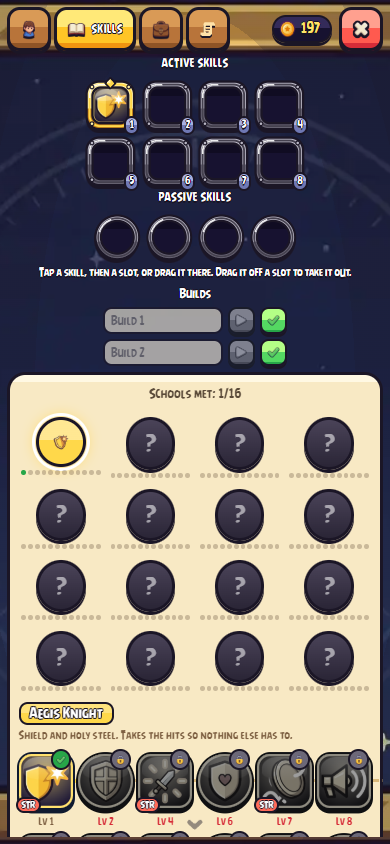 SKILLS
197
ACTIVE SKILLS
1
2
3
4
5
6
7
8
PASSIVE SKILLS
TAP A SKILL, THEN A SLOT, OR DRAG IT THERE. DRAG IT OFF A SLOT TO TAKE IT OUT.
BUILDS
BUILD 1
BUILD 2
SCHOOLS MET: 1/16
? ? ?
? ? ? ?
? ? ? ?
? ? ? ?
AEGIS KNIGHT
SHIELD AND HOLY STEEL. TAKES THE HITS SO NOTHING ELSE HAS TO.
STR STR STR
LV 1 LV 2 LV 4 LV 6 LV 7 LV 8